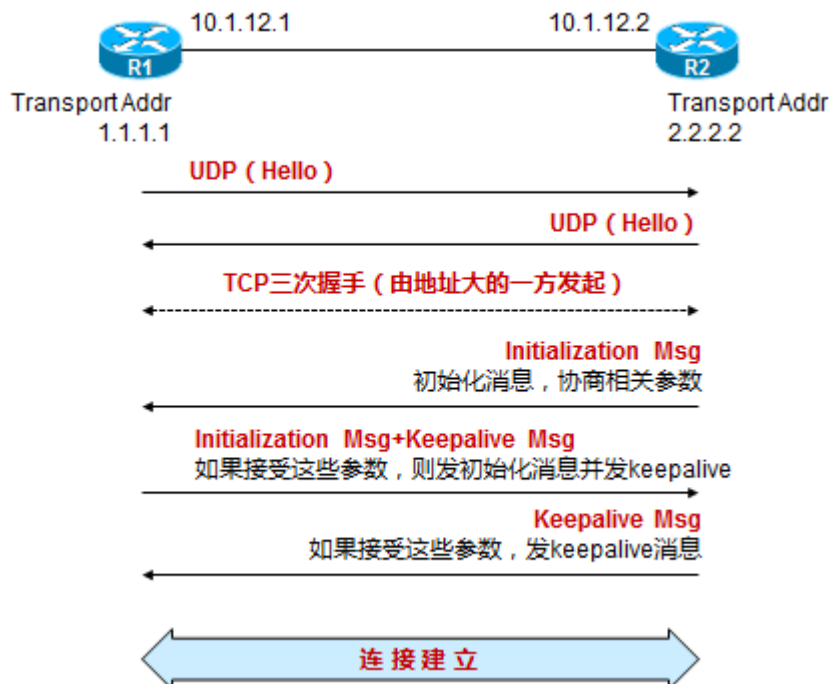 10.1.12.1
10.1.12.2
R1
R2
TransportAddr
1.1.1.1
TransportAddr
2.2.2.2
UDP（Hello）
UDP（Hello）
TCP三次握手（由地址大的一方发起）
Initialization Msg
初始化消息，协商相关参数
Initialization Msg+Keepalive Msg
如果接受这些参数，则发初始化消息并发keepalive
Keepalive Msg
如果接受这些参数，发keepalive消息
连接建立